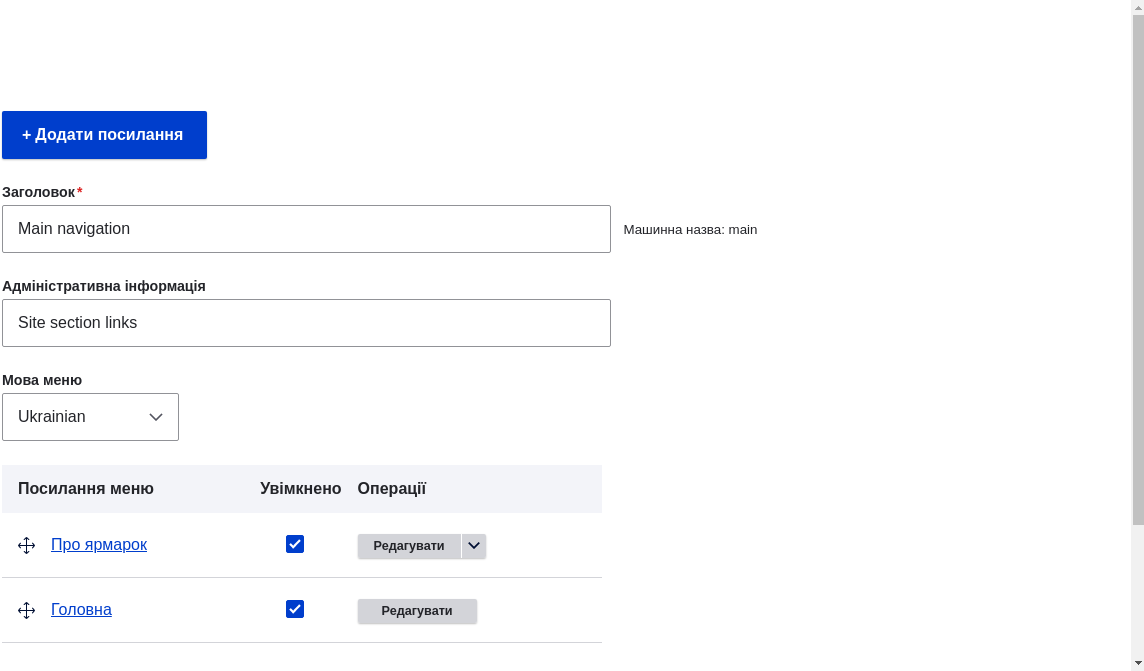 + Додати посилання
Заголовок*
Main navigation
Машинна назва: main
Адміністративна інформація
Site section links
Мова меню
Ukrainian
Посилання меню Увімкнено Операції
Про ярмарок Редагувати
Головна Редагувати